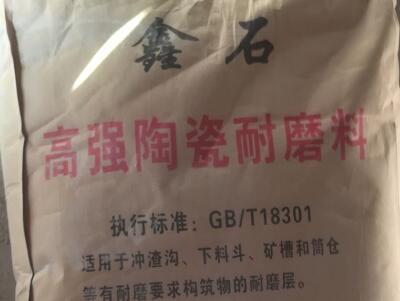 鑫石
高强陶瓷耐磨料
执行标准：GB/T18301
适用于冲渣沟、下料斗、矿槽和筒仓
等有耐磨要求构筑物的耐磨层。